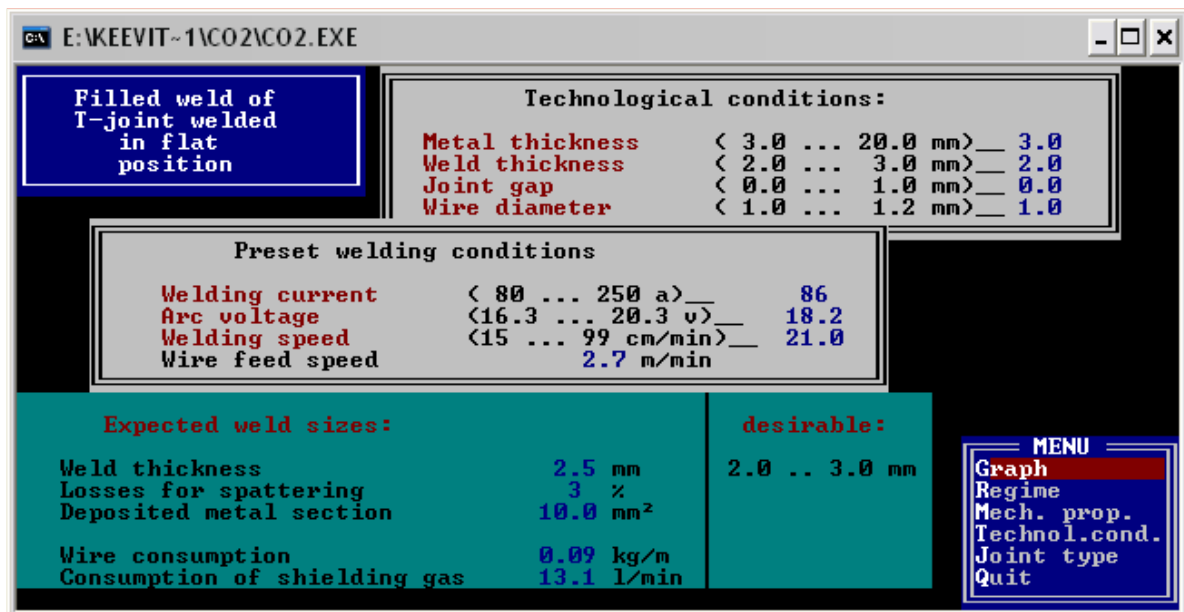 E:\KEEVIT~1\CO2\CO2.EXE
Filled weld of
T-joint welded
in flat
position
Technological conditions:
Metal thickness ( 3.0 ... 20.0 mm)__ 3.0
Weld thickness ( 2.0 ... 3.0 mm)__ 2.0
Joint gap ( 0.0 ... 1.0 mm)__ 0.0
Wire diameter ( 1.0 ... 1.2 mm)__ 1.0
Preset welding conditions
Welding current ( 80 ... 250 a)__ 86
Arc voltage (16.3 ... 20.3 v)__ 18.2
Welding speed (15 ... 99 cm/min)__ 21.0
Wire feed speed 2.7 m/min
Expected weld sizes: desirable:
Weld thickness 2.5 mm 2.0 .. 3.0 mm
Losses for spattering 3 %
Deposited metal section 10.0 mm²
Wire consumption 0.09 kg/m
Consumption of shielding gas 13.1 l/min
MENU
Graph
Regime
Mech. prop.
Technol.cond.
Joint type
Quit